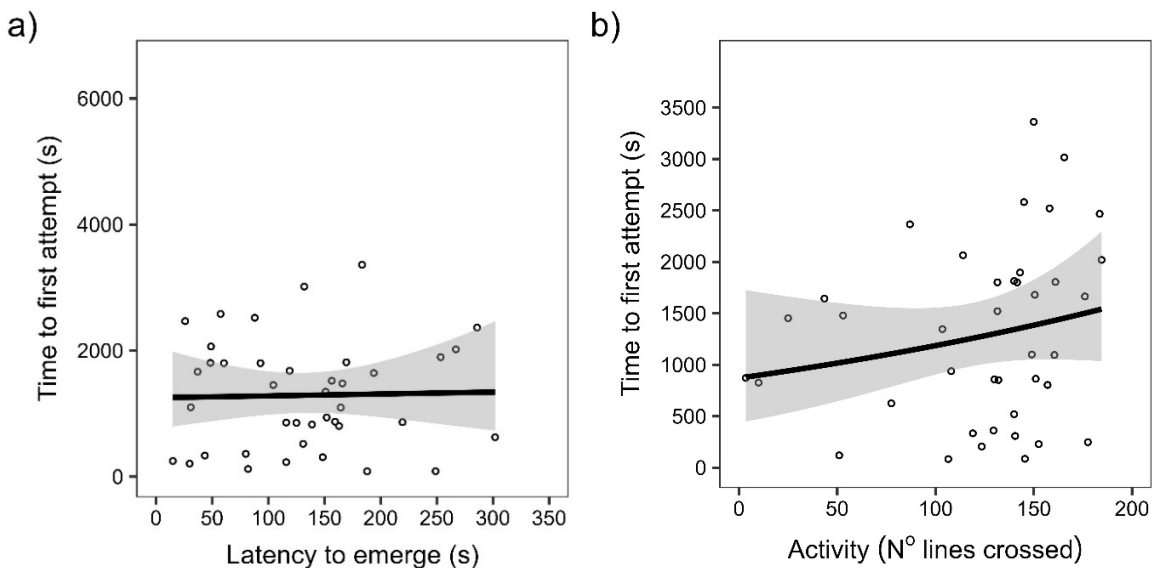 a)
Time to first attempt (s)
6000
4000
2000
0
0 50 100 150 200 250 300 350
Latency to emerge (s)
b)
Time to first attempt (s)
3500
3000
2500
2000
1500
1000
500
0
0 50 100 150 200
Activity (Nº lines crossed)